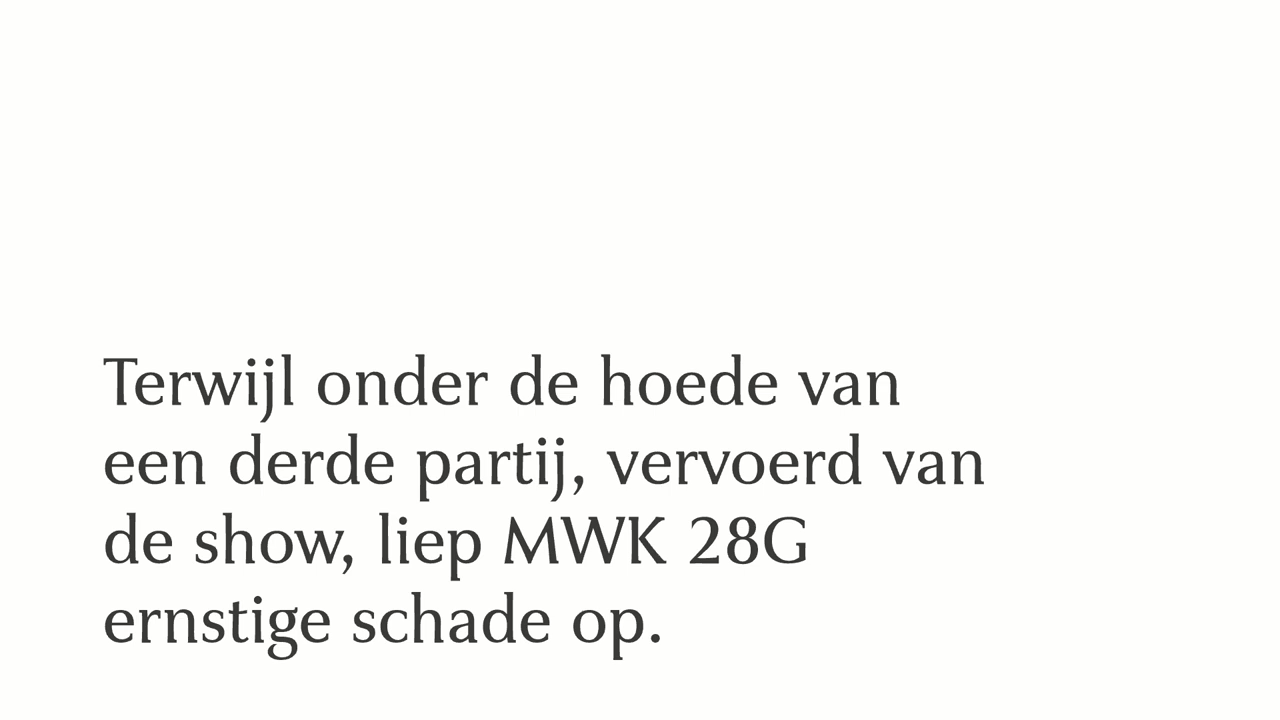 Terwijl onder de hoede van
een derde partij, vervoerd van
de show, liep MWK 28G
ernstige schade op.